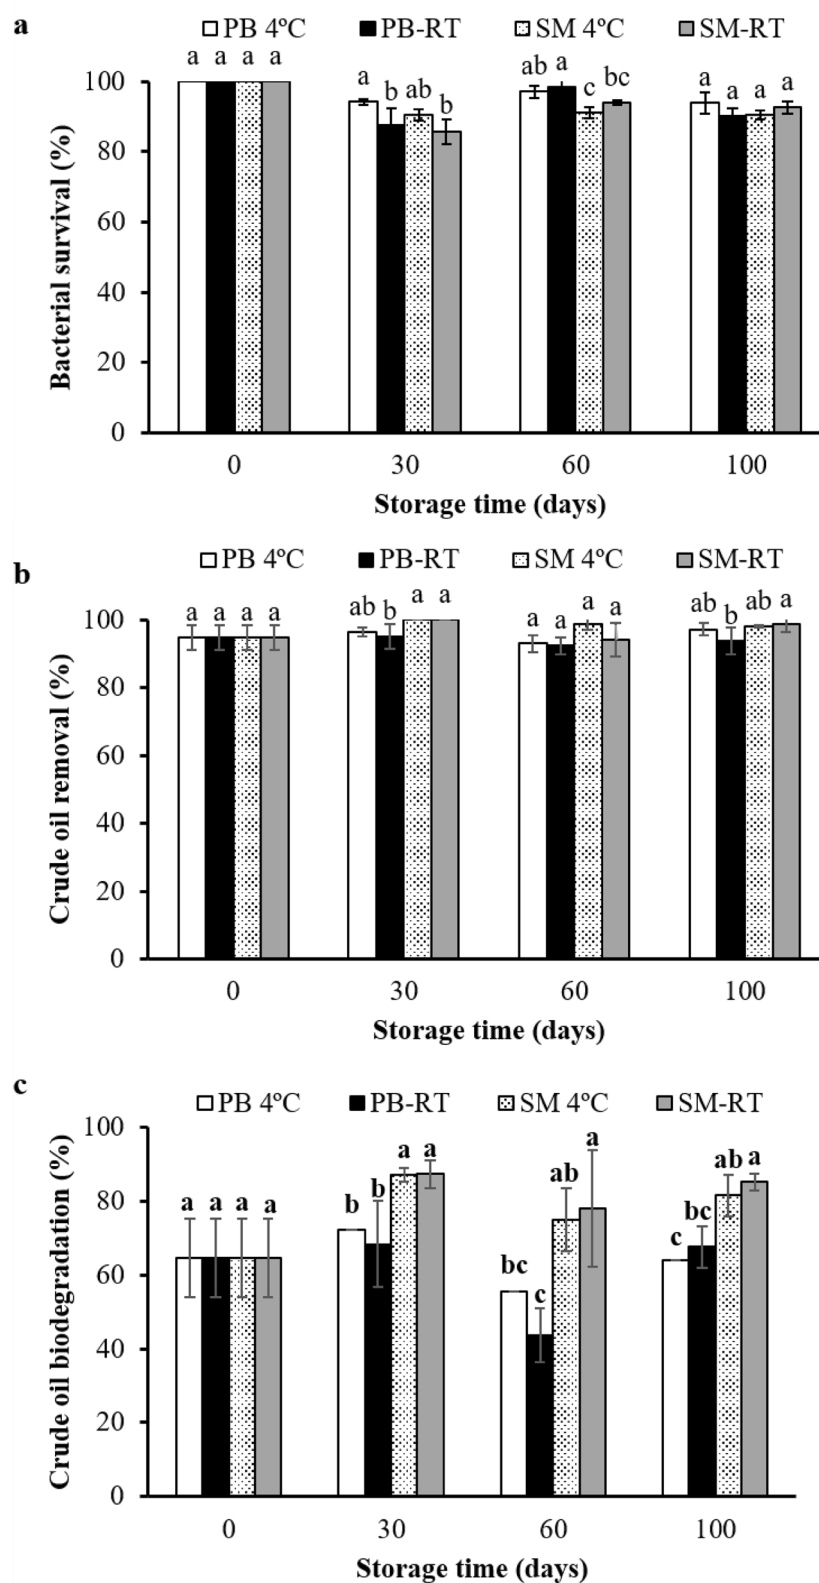 a
PB 4ºC PB-RT SM 4ºC SM-RT
a a a a a b ab b ab a c bc a a a a
100
80
60
40
20
0
Bacterial survival (%)
0 30 60 100
Storage time (days)
b
PB 4ºC PB-RT SM 4ºC SM-RT
a a a a ab b a a a a a a ab b ab a
100
80
60
40
20
0
Crude oil removal (%)
0 30 60 100
Storage time (days)
c
PB 4ºC PB-RT SM 4ºC SM-RT
a a a a b b a a bc c ab a c bc ab a
100
80
60
40
20
0
Crude oil biodegradation (%)
0 30 60 100
Storage time (days)